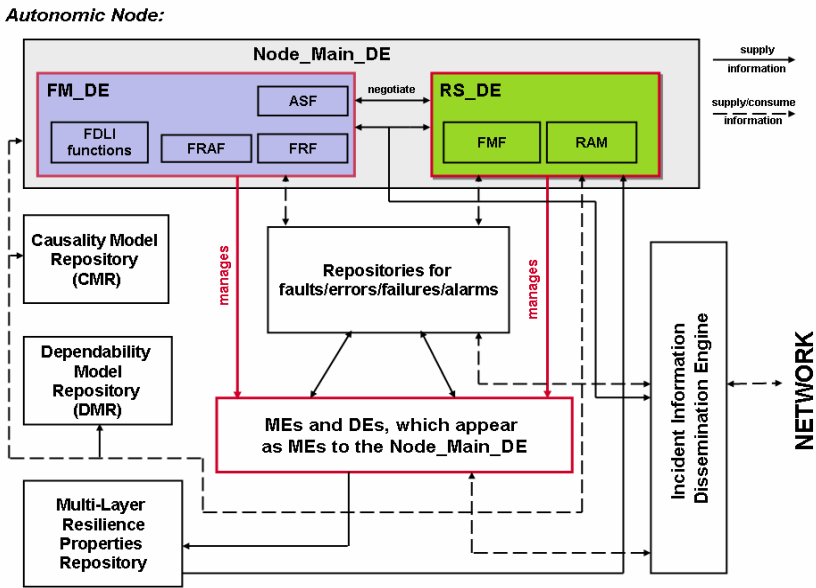 Autonomic Node:
Node_Main_DE
supply
information
supply/consume
information
FM_DE
ASF
FDLI
functions
FRAF
FRF
negotiate
RS_DE
FMF
RAM
Causality Model
Repository
(CMR)
manages
Repositories for
faults/errors/failures/alarms
manages
Dependability
Model
Repository
(DMR)
MEs and DEs, which appear
as MEs to the Node_Main_DE
Multi-Layer
Resilience
Properties
Repository
Incident Information
Dissemination Engine
NETWORK